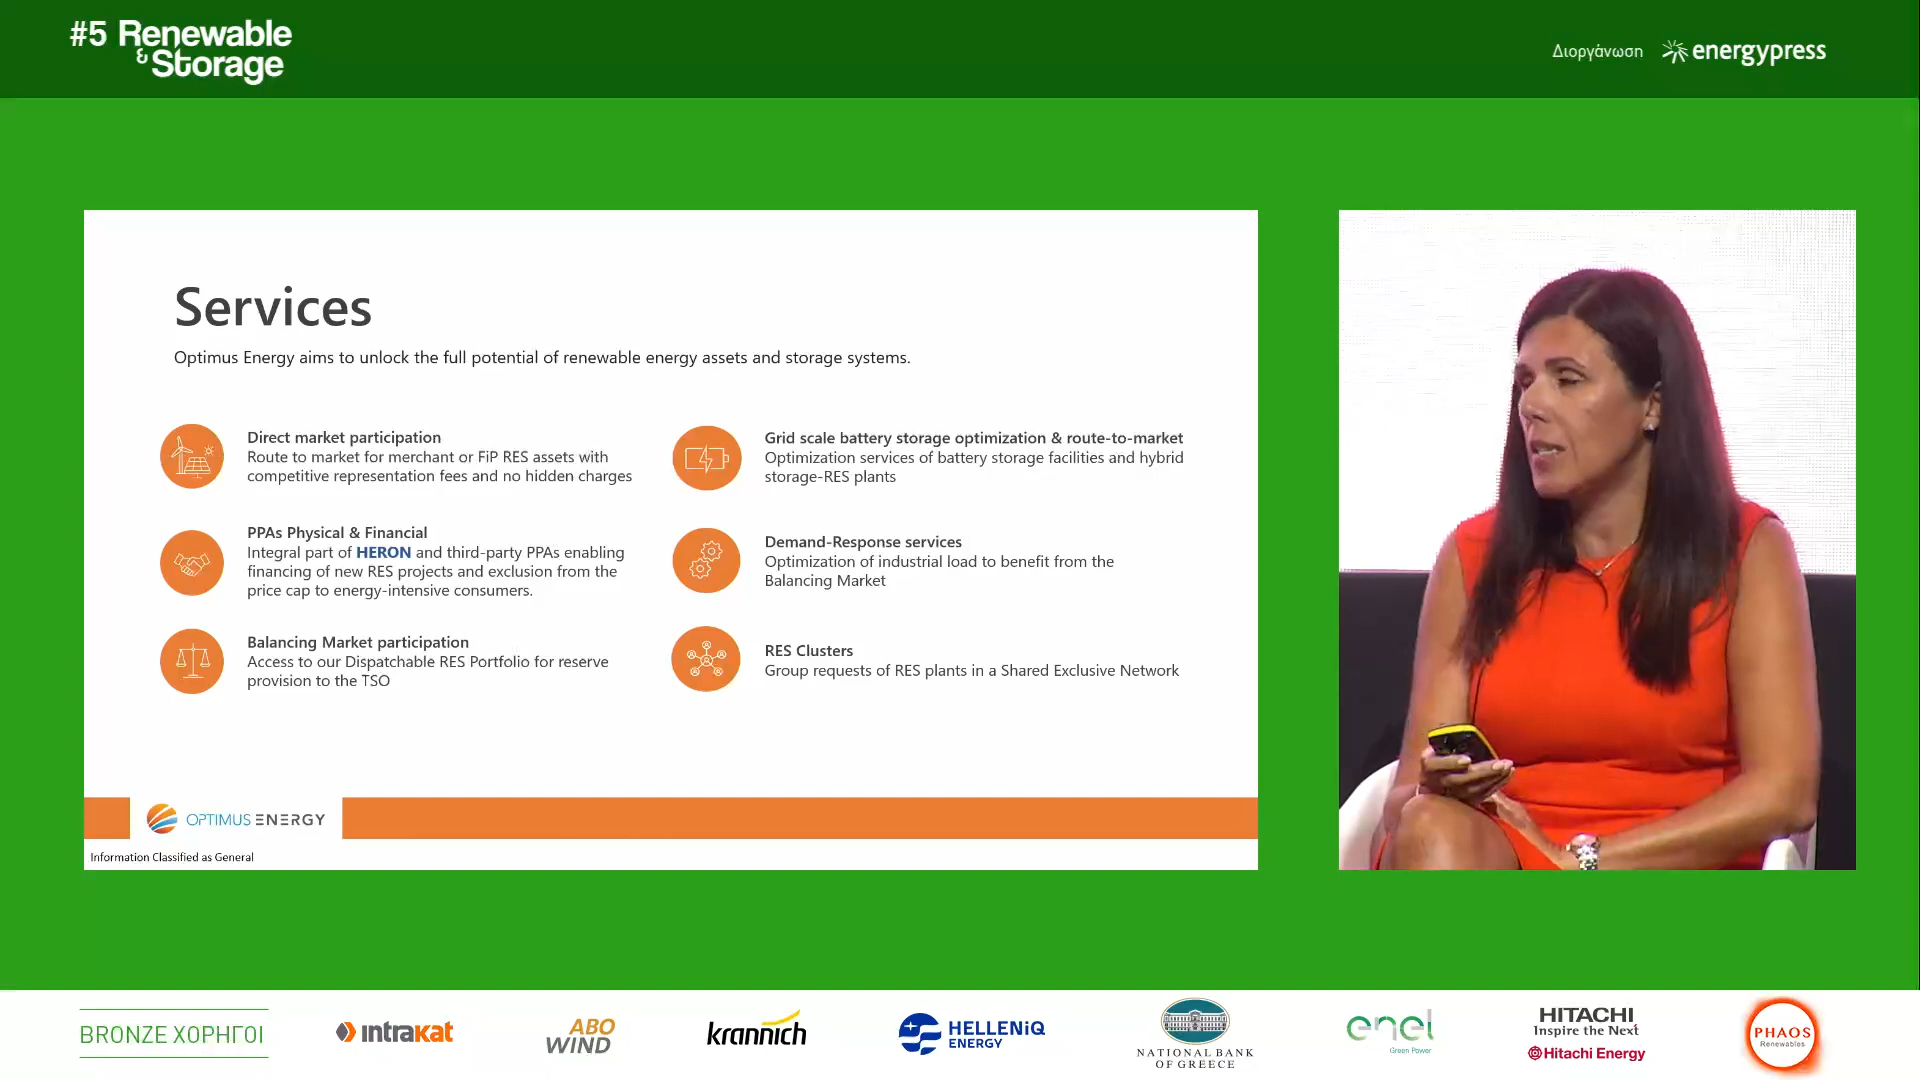 #5 Renewable
& Storage
Διοργάνωση energypress
Services
Optimus Energy aims to unlock the full potential of renewable energy assets and storage systems.
Direct market participation
Route to market for merchant or FiP RES assets with
competitive representation fees and no hidden charges
PPAs Physical & Financial
Integral part of HERON and third-party PPAs enabling
financing of new RES projects and exclusion from the
price cap to energy-intensive consumers.
Balancing Market participation
Access to our Dispatchable RES Portfolio for reserve
provision to the TSO
Grid scale battery storage optimization & route-to-market
Optimization services of battery storage facilities and hybrid
storage-RES plants
Demand-Response services
Optimization of industrial load to benefit from the
Balancing Market
RES Clusters
Group requests of RES plants in a Shared Exclusive Network
OPTIMUS ENERGY
Information Classified as General
BRONZE ΧΟΡΗΓΟΙ
intrakat
ABO
WIND
krannich
HELLENiQ
ENERGY
NATIONAL BANK
OF GREECE
enel
Green Power
HITACHI
Inspire the Next
Hitachi Energy
PHAOS
Renewables